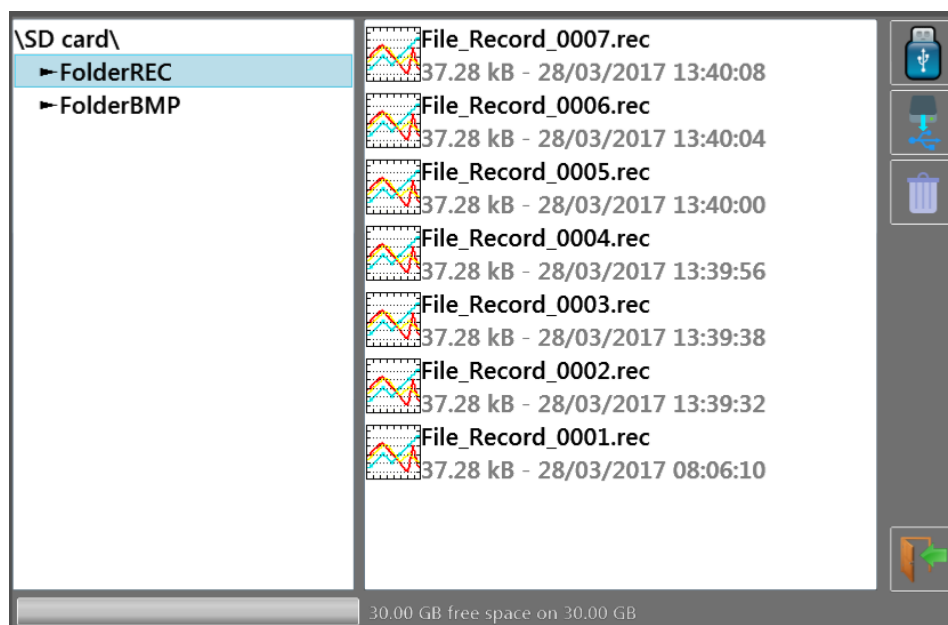 \SD card\
►FolderREC
►FolderBMP
File_Record_0007.rec
37.28 kB - 28/03/2017 13:40:08
File_Record_0006.rec
37.28 kB - 28/03/2017 13:40:04
File_Record_0005.rec
37.28 kB - 28/03/2017 13:40:00
File_Record_0004.rec
37.28 kB - 28/03/2017 13:39:56
File_Record_0003.rec
37.28 kB - 28/03/2017 13:39:38
File_Record_0002.rec
37.28 kB - 28/03/2017 13:39:32
File_Record_0001.rec
37.28 kB - 28/03/2017 08:06:10
30.00 GB free space on 30.00 GB